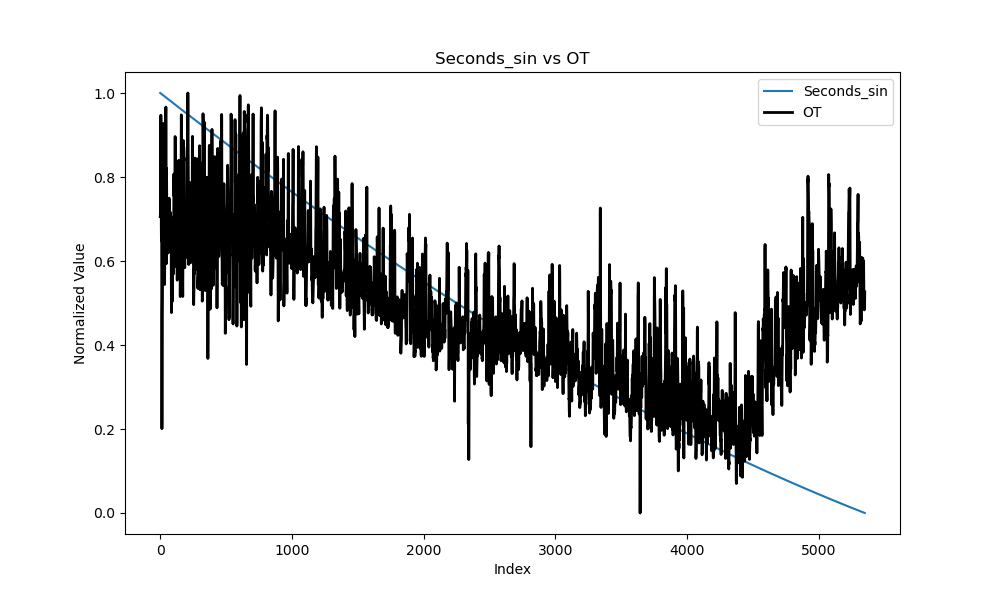 Seconds_sin vs OT
Seconds_sin
OT
Normalized Value
1.0
0.8
0.6
0.4
0.2
0.0
0 1000 2000 3000 4000 5000
Index